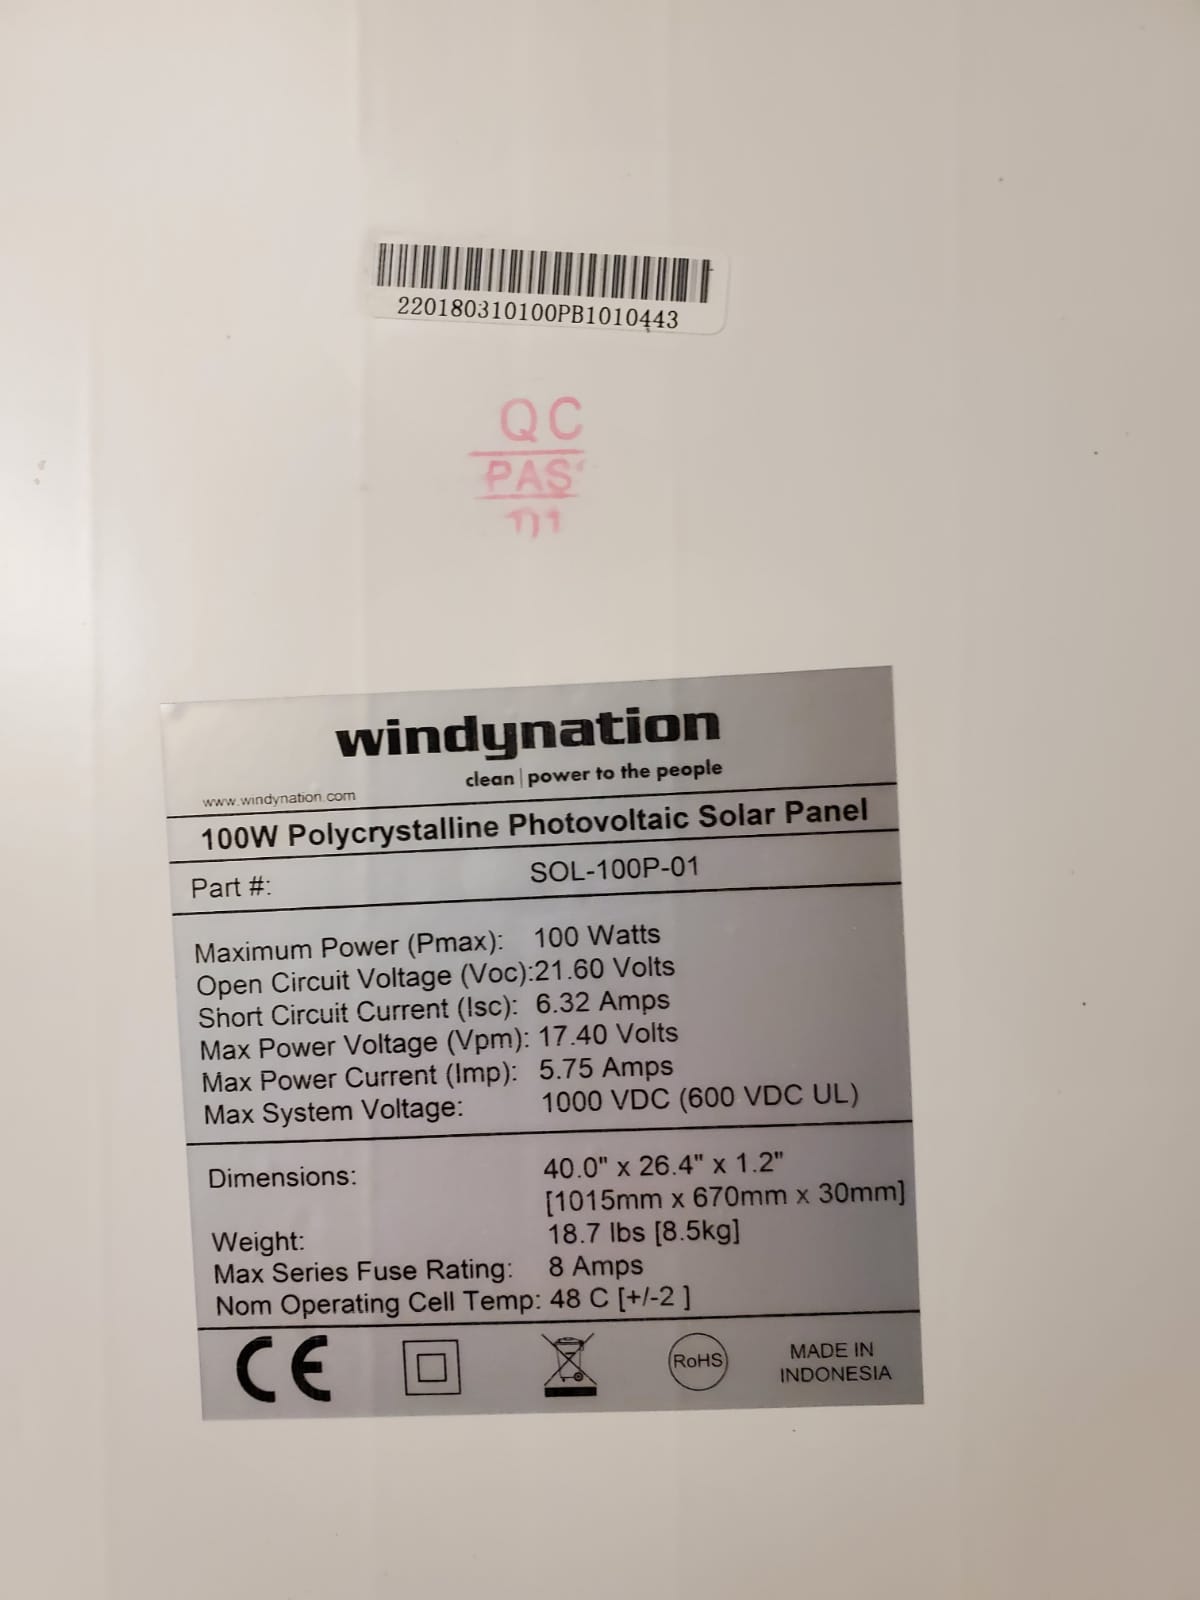 220180310100PB1010443
QC
PAS
windynation
clean | power to the people
www.windynation.com
100W Polycrystalline Photovoltaic Solar Panel
Part #: SOL-100P-01
Maximum Power (Pmax): 100 Watts
Open Circuit Voltage (Voc):21.60 Volts
Short Circuit Current (Isc): 6.32 Amps
Max Power Voltage (Vpm): 17.40 Volts
Max Power Current (Imp): 5.75 Amps
Max System Voltage: 1000 VDC (600 VDC UL)
Dimensions: 40.0" x 26.4" x 1.2"
[1015mm x 670mm x 30mm]
Weight: 18.7 lbs [8.5kg]
Max Series Fuse Rating: 8 Amps
Nom Operating Cell Temp: 48 C [+/-2 ]
CE
RoHS
MADE IN
INDONESIA